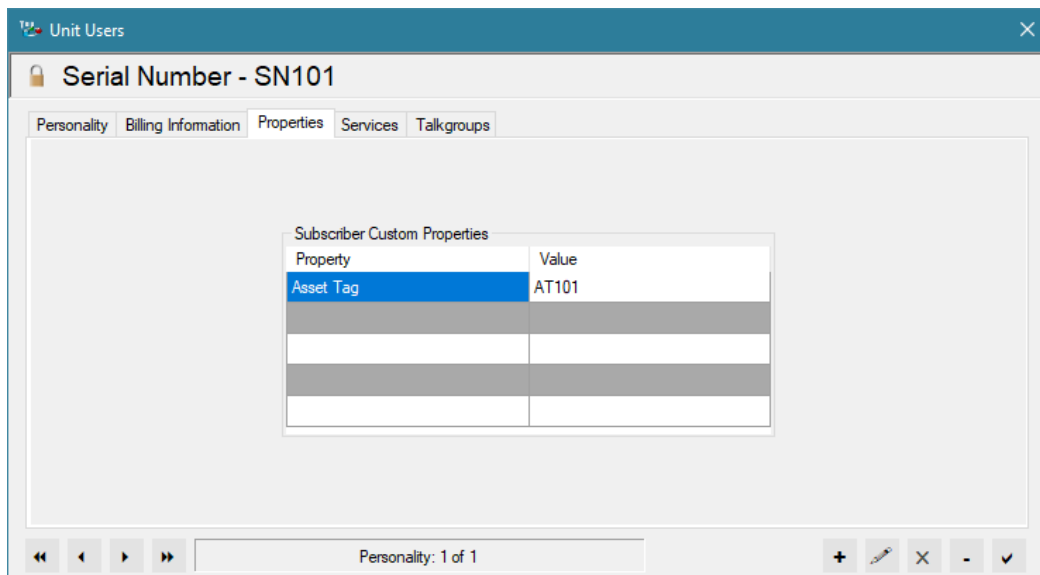 Unit Users
Serial Number - SN101
Personality Billing Information Properties Services Talkgroups
Subscriber Custom Properties
Property Value
Asset Tag AT101
Personality: 1 of 1